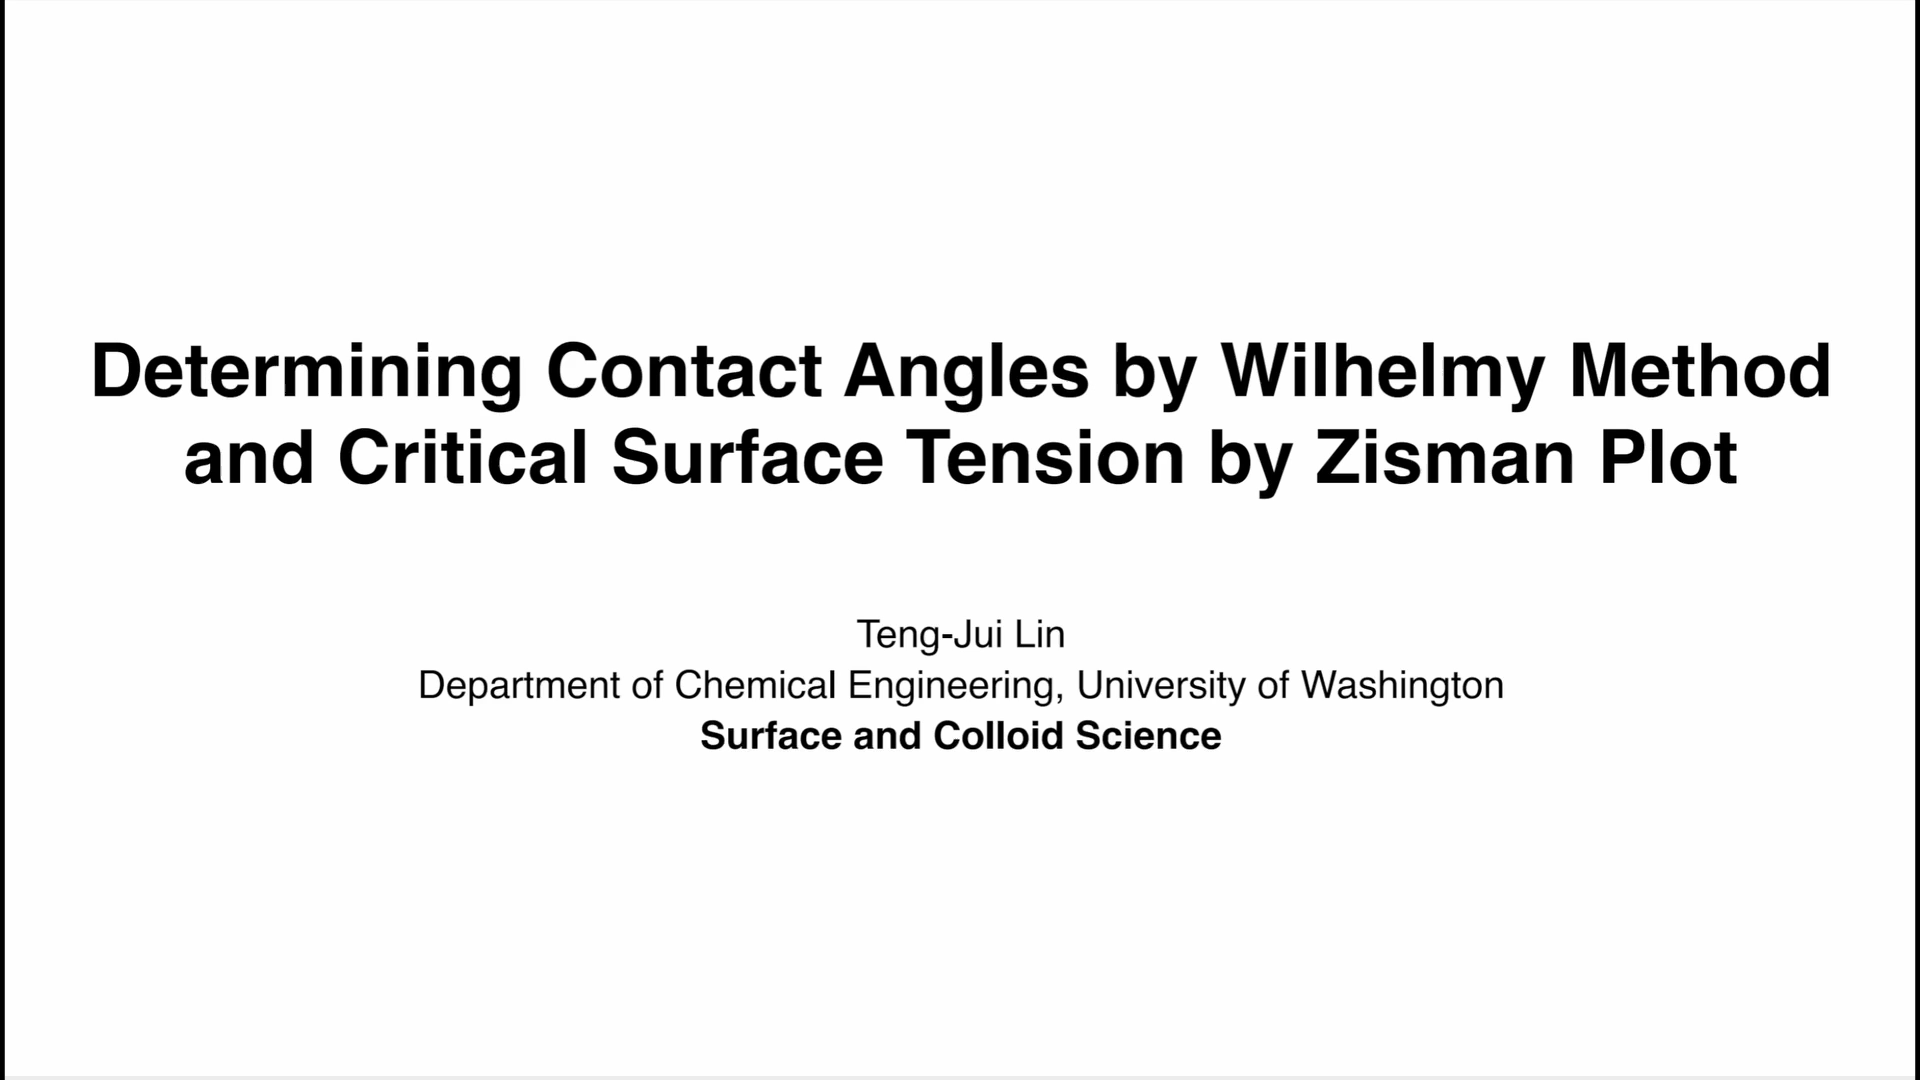 Determining Contact Angles by Wilhelmy Method
and Critical Surface Tension by Zisman Plot
Teng-Jui Lin
Department of Chemical Engineering, University of Washington
Surface and Colloid Science